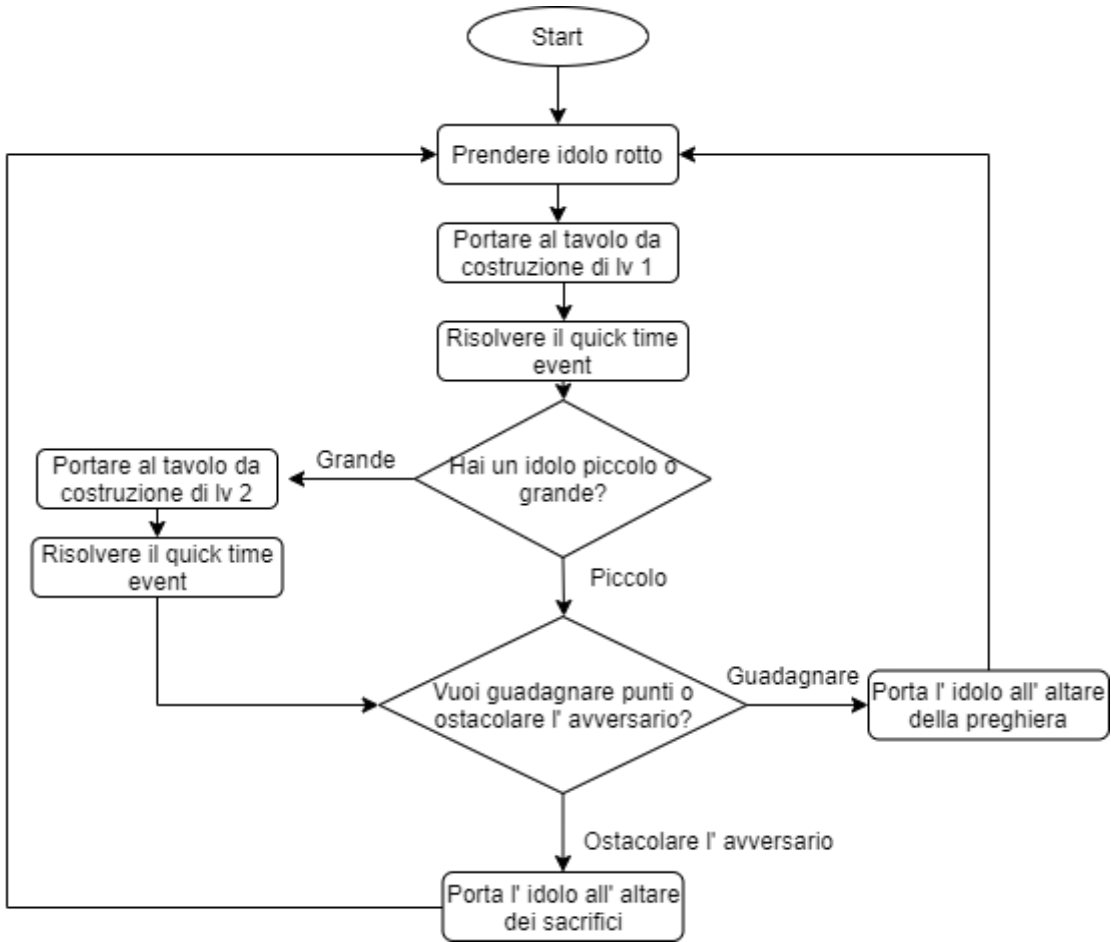 Start
Prendere idolo rotto
Portare al tavolo da
costruzione di lv 1
Risolvere il quick time
event
Hai un idolo piccolo o
grande?
Grande
Portare al tavolo da
costruzione di lv 2
Risolvere il quick time
event
Piccolo
Vuoi guadagnare punti o
ostacolare l' avversario?
Guadagnare
Porta l' idolo all' altare
della preghiera
Ostacolare l' avversario
Porta l' idolo all' altare
dei sacrifici